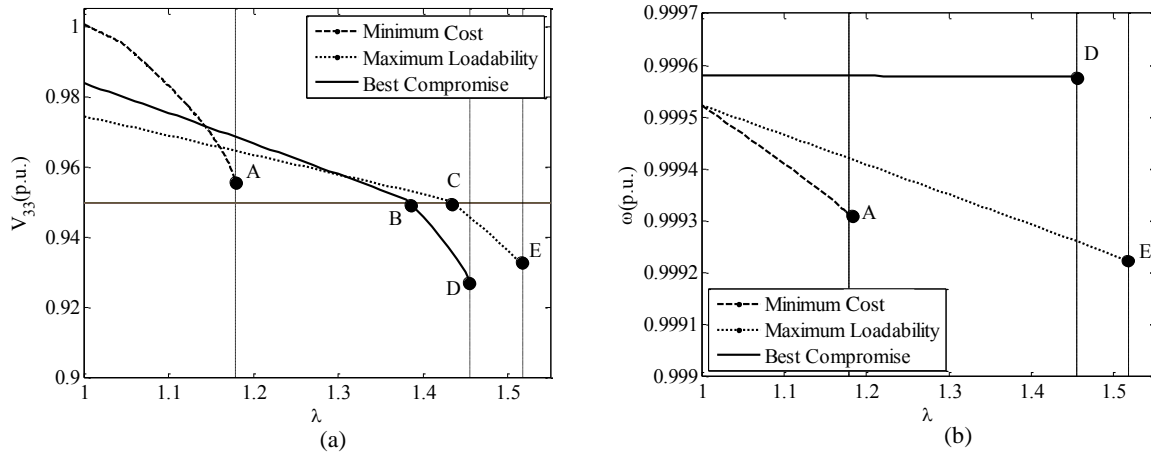 1
0.98
0.96
0.94
0.92
0.9
V33(p.u.)
Minimum Cost
Maximum Loadability
Best Compromise
A
B
C
D
E
1 1.1 1.2 1.3 1.4 1.5
λ
(a)
0.9997
0.9996
0.9995
0.9994
0.9993
0.9992
0.9991
0.999
ω(p.u.)
D
A
E
Minimum Cost
Maximum Loadability
Best Compromise
1 1.1 1.2 1.3 1.4 1.5
λ
(b)